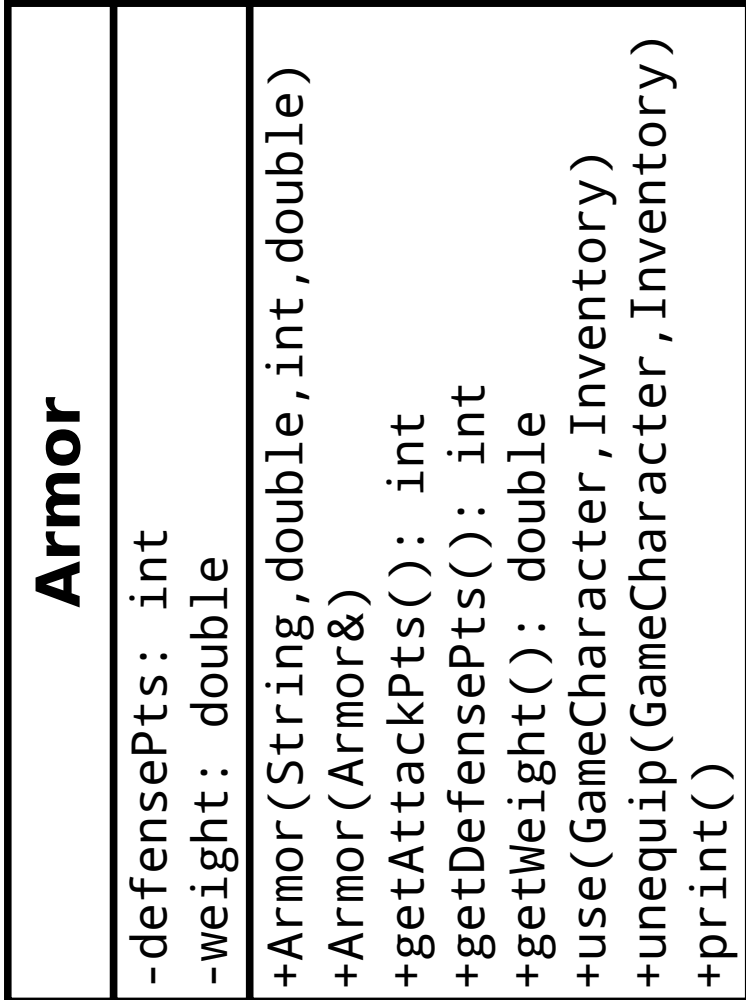 Armor
-defensePts: int
-weight: double
+Armor(String,double,int,double)
+Armor(Armor&)
+getAttackPts(): int
+getDefensePts(): int
+getWeight(): double
+use(GameCharacter,Inventory)
+unequip(GameCharacter,Inventory)
+print()